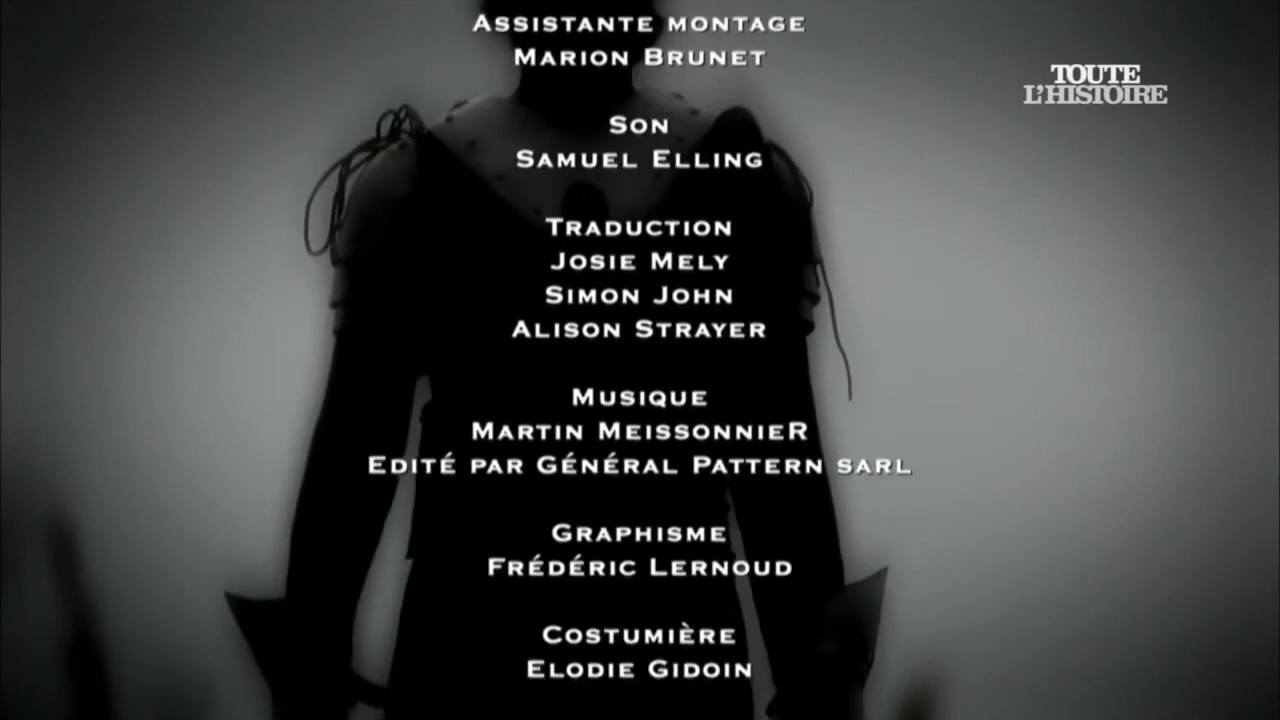 ASSISTANTE MONTAGE
MARION BRUNET
TOUTE
L'HISTOIRE
SON
SAMUEL ELLING
TRADUCTION
JOSIE MELY
SIMON JOHN
ALISON STRAYER
MUSIQUE
MARTIN MEISSONNIER
EDITÉ PAR GÉNÉRAL PATTERN SARL
GRAPHISME
FRÉDÉRIC LERNOUD
COSTUMIÈRE
ELODIE GIDOIN